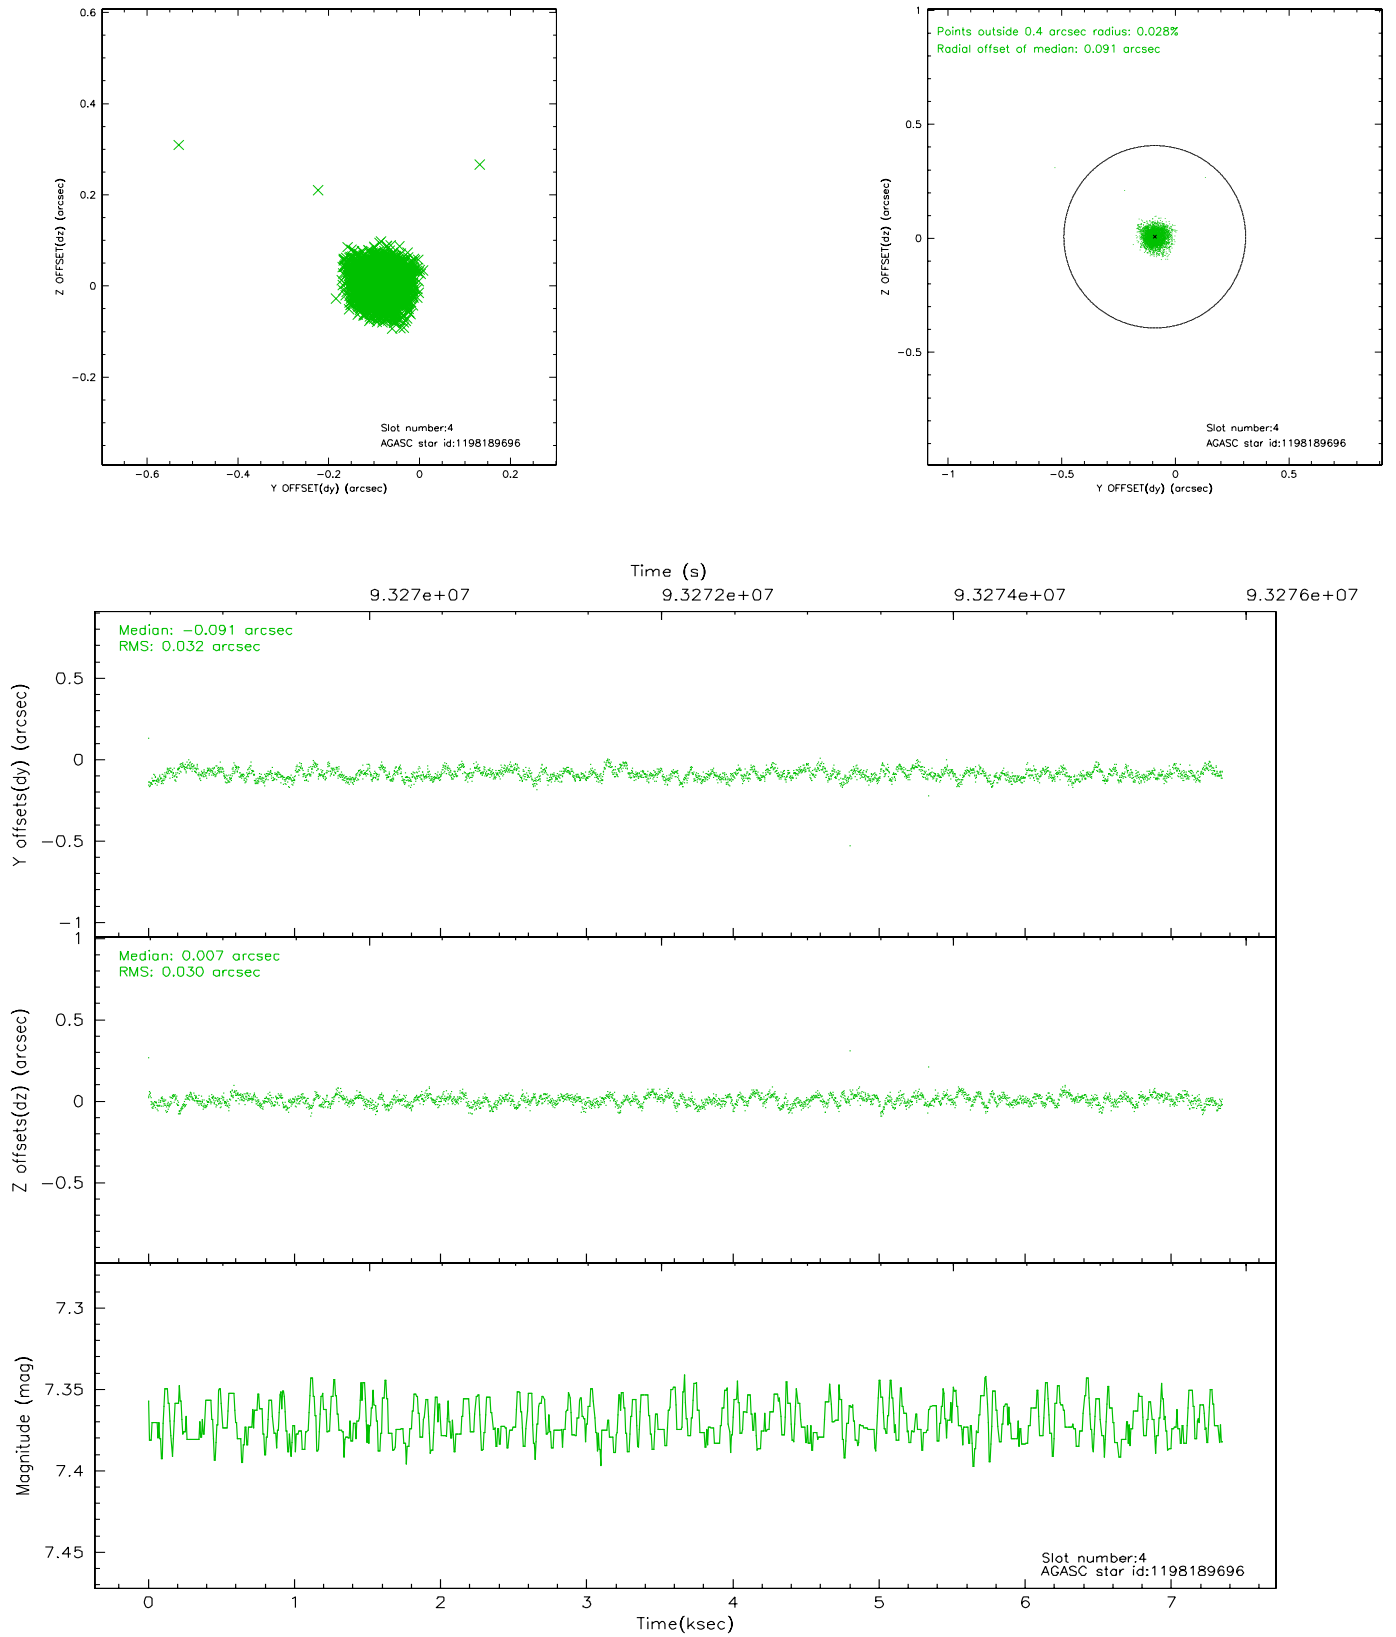 0.6
0.4
0.2
0
−0.2
Z OFFSET(dz) (arcsec)
Slot number:4
AGASC star id:1198189696
−0.6
−0.4
−0.2
0
0.2
Y OFFSET(dy) (arcsec)
Points outside 0.4 arcsec radius: 0.028%
Radial offset of median: 0.091 arcsec
1
0.5
0
−0.5
Z OFFSET(dz) (arcsec)
Slot number:4
AGASC star id:1198189696
−1
−0.5
0
0.5
Y OFFSET(dy) (arcsec)
Time (s)
9.327e+07
9.3272e+07
9.3274e+07
9.3276e+07
Median: −0.091 arcsec
RMS: 0.032 arcsec
0.5
0
−0.5
−1
Y offsets(dy) (arcsec)
Median: 0.007 arcsec
RMS: 0.030 arcsec
1
0.5
0
−0.5
Z offsets(dz) (arcsec)
7.3
7.35
7.4
7.45
Magnitude (mag)
Slot number:4
AGASC star id:1198189696
0
1
2
3
4
5
6
7
Time(ksec)